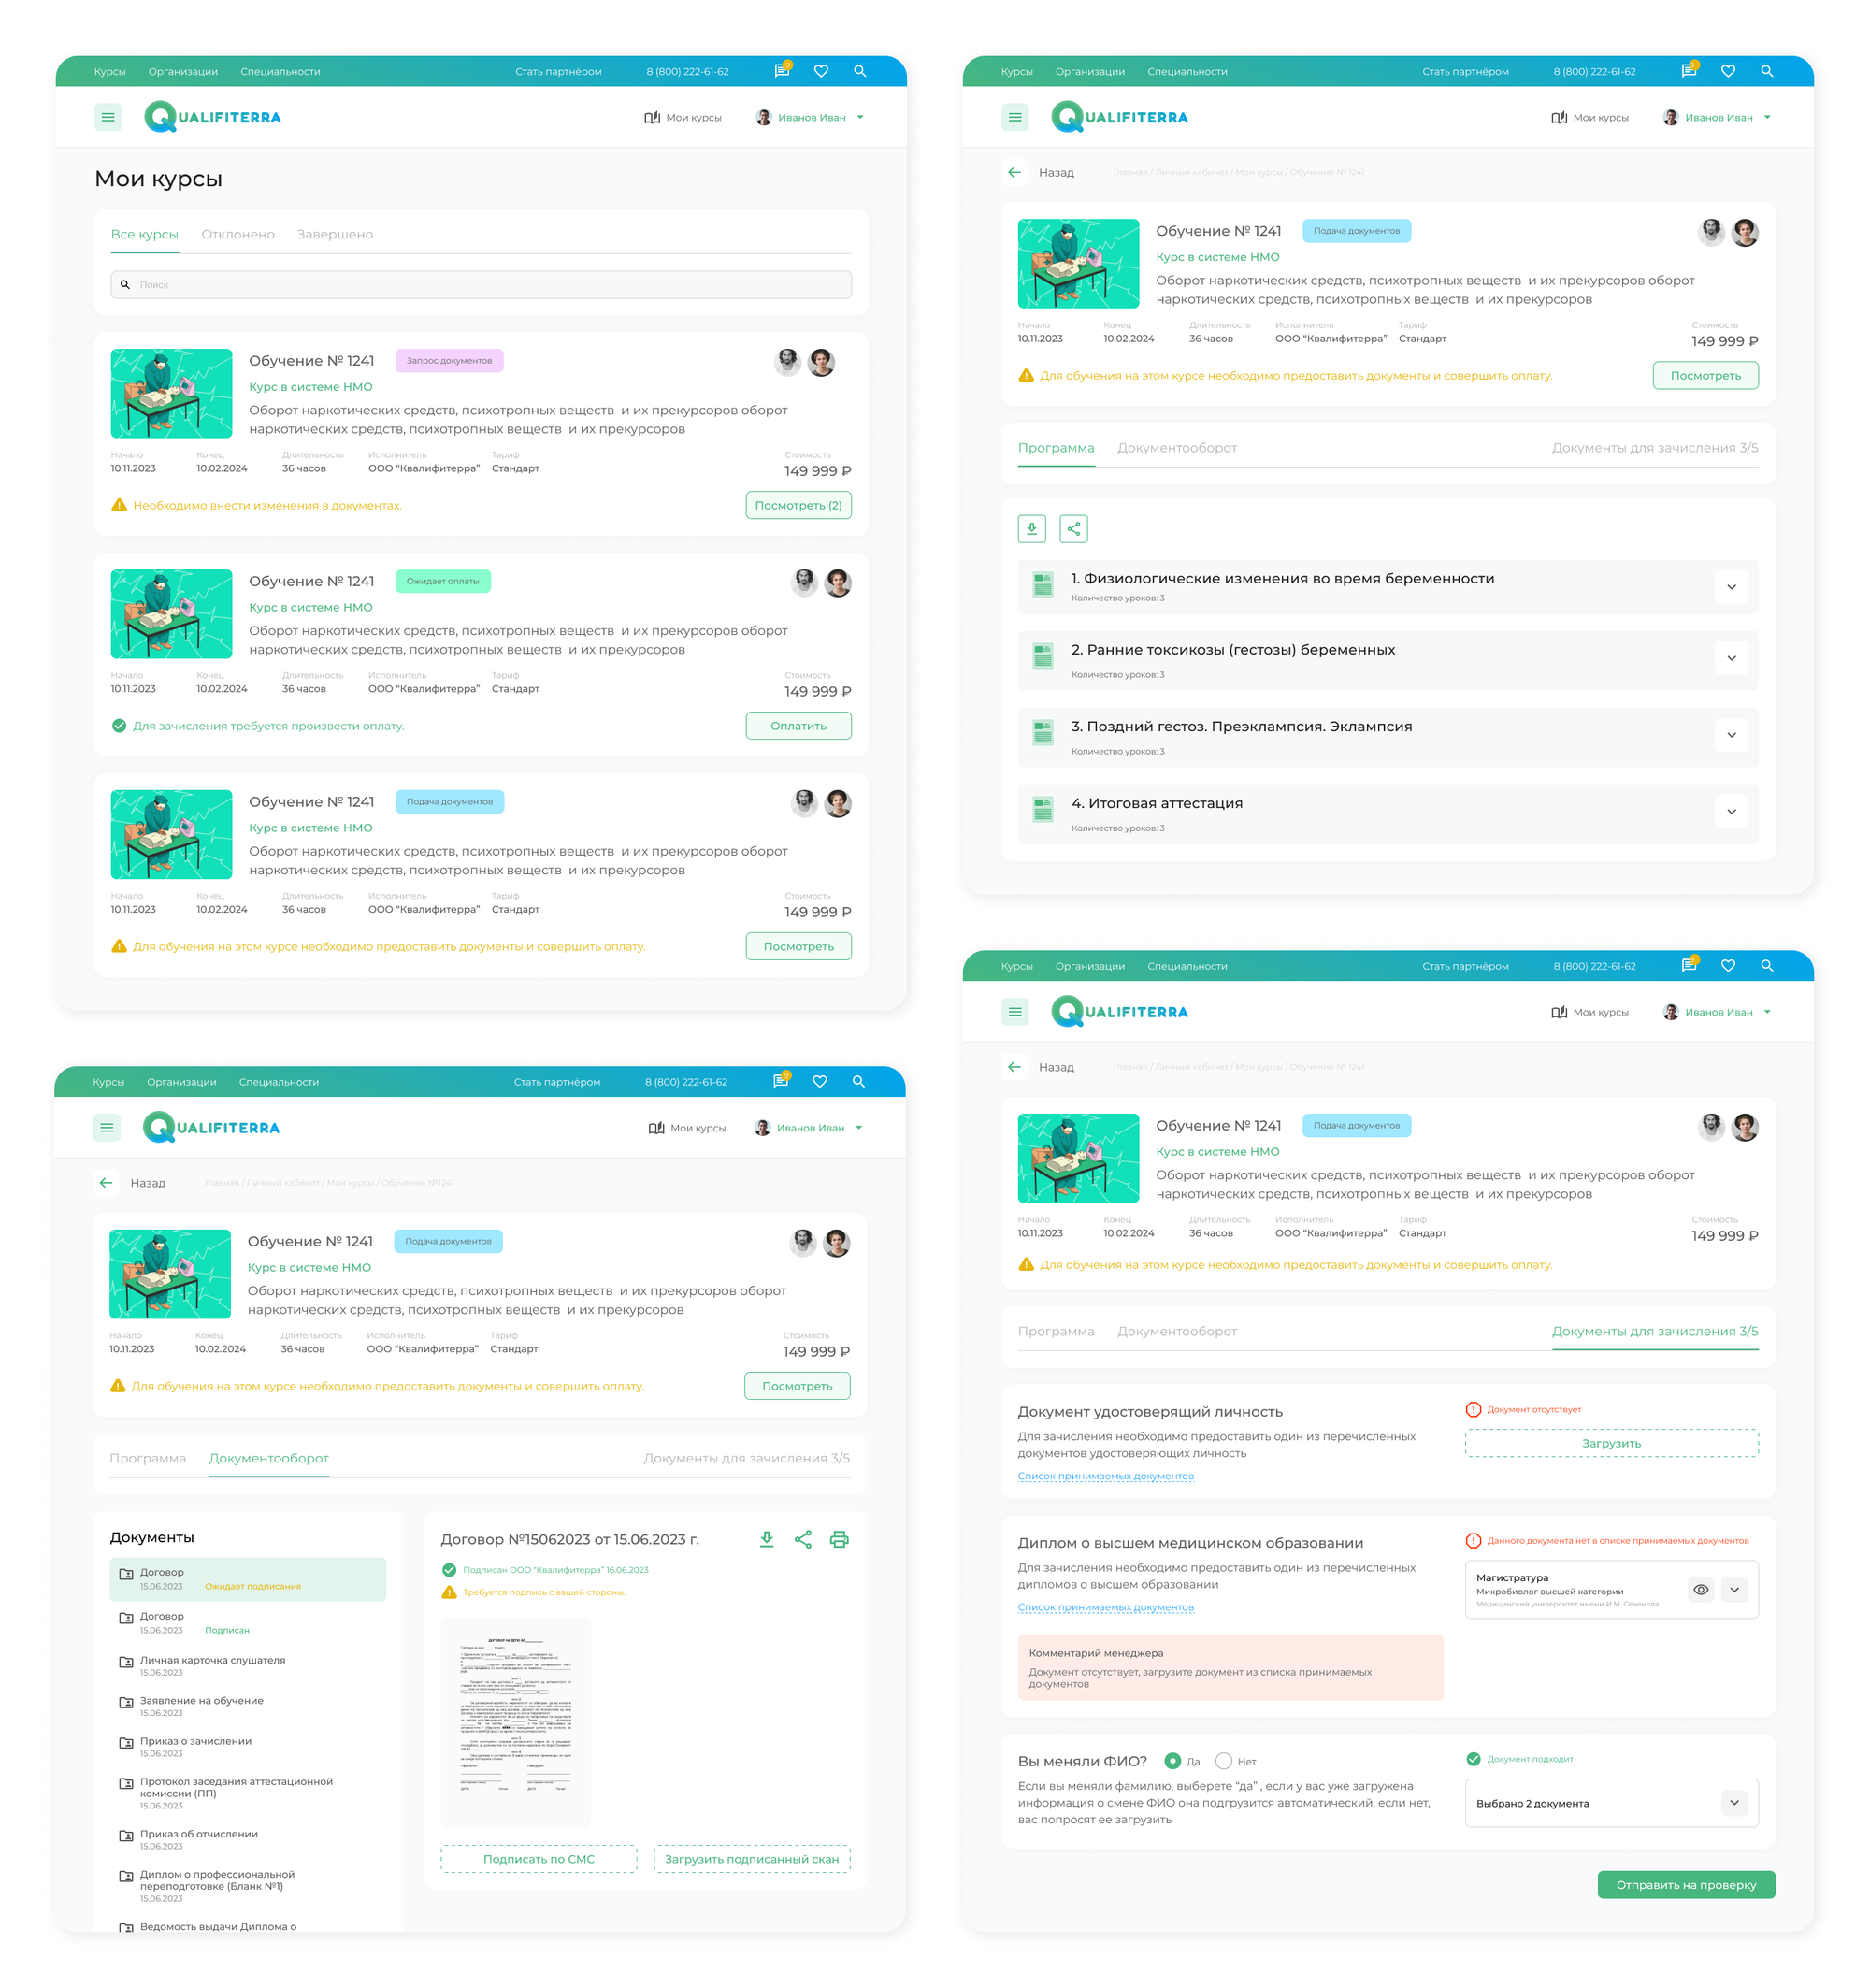 Курсы Организации Специальности Стать партнёром 8 (800) 222-61-62
QUALIFITERRA Мои курсы Иванов Иван
Мои курсы
Все курсы Отклонено Завершено
Поиск
Обучение № 1241 Запрос документов
Курс в системе НМО
Оборот наркотических средств, психотропных веществ и их прекурсоров оборот
наркотических средств, психотропных веществ и их прекурсоров
Начало Конец Длительность Исполнитель Тариф Стоимость
10.11.2023 10.02.2024 36 часов ООО “Квалифитерра” Стандарт 149 999 ₽
Необходимо внести изменения в документах. Посмотреть (2)
Обучение № 1241 Ожидает оплаты
Курс в системе НМО
Оборот наркотических средств, психотропных веществ и их прекурсоров оборот
наркотических средств, психотропных веществ и их прекурсоров
Начало Конец Длительность Исполнитель Тариф Стоимость
10.11.2023 10.02.2024 36 часов ООО “Квалифитерра” Стандарт 149 999 ₽
Для зачисления требуется произвести оплату. Оплатить
Обучение № 1241 Подача документов
Курс в системе НМО
Оборот наркотических средств, психотропных веществ и их прекурсоров оборот
наркотических средств, психотропных веществ и их прекурсоров
Начало Конец Длительность Исполнитель Тариф Стоимость
10.11.2023 10.02.2024 36 часов ООО “Квалифитерра” Стандарт 149 999 ₽
Для обучения на этом курсе необходимо предоставить документы и совершить оплату. Посмотреть
Курсы Организации Специальности Стать партнёром 8 (800) 222-61-62
QUALIFITERRA Мои курсы Иванов Иван
Назад Главная / Личный кабинет / Мои курсы / Обучение № 1241
Обучение № 1241 Подача документов
Курс в системе НМО
Оборот наркотических средств, психотропных веществ и их прекурсоров оборот
наркотических средств, психотропных веществ и их прекурсоров
Начало Конец Длительность Исполнитель Тариф Стоимость
10.11.2023 10.02.2024 36 часов ООО “Квалифитерра” Стандарт 149 999 ₽
Для обучения на этом курсе необходимо предоставить документы и совершить оплату. Посмотреть
Программа Документооборот Документы для зачисления 3/5
1. Физиологические изменения во время беременности
Количество уроков: 3
2. Ранние токсикозы (гестозы) беременных
Количество уроков: 3
3. Поздний гестоз. Преэклампсия. Эклампсия
Количество уроков: 3
4. Итоговая аттестация
Количество уроков: 3
Курсы Организации Специальности Стать партнёром 8 (800) 222-61-62
QUALIFITERRA Мои курсы Иванов Иван
Назад Главная / Личный кабинет / Мои курсы / Обучение №1241
Обучение № 1241 Подача документов
Курс в системе НМО
Оборот наркотических средств, психотропных веществ и их прекурсоров оборот
наркотических средств, психотропных веществ и их прекурсоров
Начало Конец Длительность Исполнитель Тариф Стоимость
10.11.2023 10.02.2024 36 часов ООО “Квалифитерра” Стандарт 149 999 ₽
Для обучения на этом курсе необходимо предоставить документы и совершить оплату. Посмотреть
Программа Документооборот Документы для зачисления 3/5
Документы
Договор
15.06.2023 Ожидает подписания
Договор
15.06.2023 Подписан
Личная карточка слушателя
15.06.2023
Заявление на обучение
15.06.2023
Приказ о зачислении
15.06.2023
Протокол заседания аттестационной
комиссии (ПП)
15.06.2023
Приказ об отчислении
15.06.2023
Диплом о профессиональной
переподготовке (Бланк №1)
15.06.2023
Ведомость выдачи Диплома о
Договор №15062023 от 15.06.2023 г.
Подписан ООО “Квалифитерра” 16.06.2023
Требуется подпись с вашей стороны.
Подписать по СМС Загрузить подписанный скан
Курсы Организации Специальности Стать партнёром 8 (800) 222-61-62
QUALIFITERRA Мои курсы Иванов Иван
Назад Главная / Личный кабинет / Мои курсы / Обучение № 1241
Обучение № 1241 Подача документов
Курс в системе НМО
Оборот наркотических средств, психотропных веществ и их прекурсоров оборот
наркотических средств, психотропных веществ и их прекурсоров
Начало Конец Длительность Исполнитель Тариф Стоимость
10.11.2023 10.02.2024 36 часов ООО “Квалифитерра” Стандарт 149 999 ₽
Для обучения на этом курсе необходимо предоставить документы и совершить оплату.
Программа Документооборот Документы для зачисления 3/5
Документ удостоверящий личность
Для зачисления необходимо предоставить один из перечисленных
документов удостоверяющих личность
Список принимаемых документов
Документ отсутствует
Загрузить
Диплом о высшем медицинском образовании
Для зачисления необходимо предоставить один из перечисленных
дипломов о высшем образовании
Список принимаемых документов
Данного документа нет в списке принимаемых документов
Магистратура
Микробиолог высшей категории
Медицинский университет имени И.М. Сеченова
Комментарий менеджера
Документ отсутствует, загрузите документ из списка принимаемых
документов
Вы меняли ФИО? Да Нет
Если вы меняли фамилию, выберете “да” , если у вас уже загружена
информация о смене ФИО она подгрузится автоматический, если нет,
вас попросят ее загрузить
Документ подходит
Выбрано 2 документа
Отправить на проверку